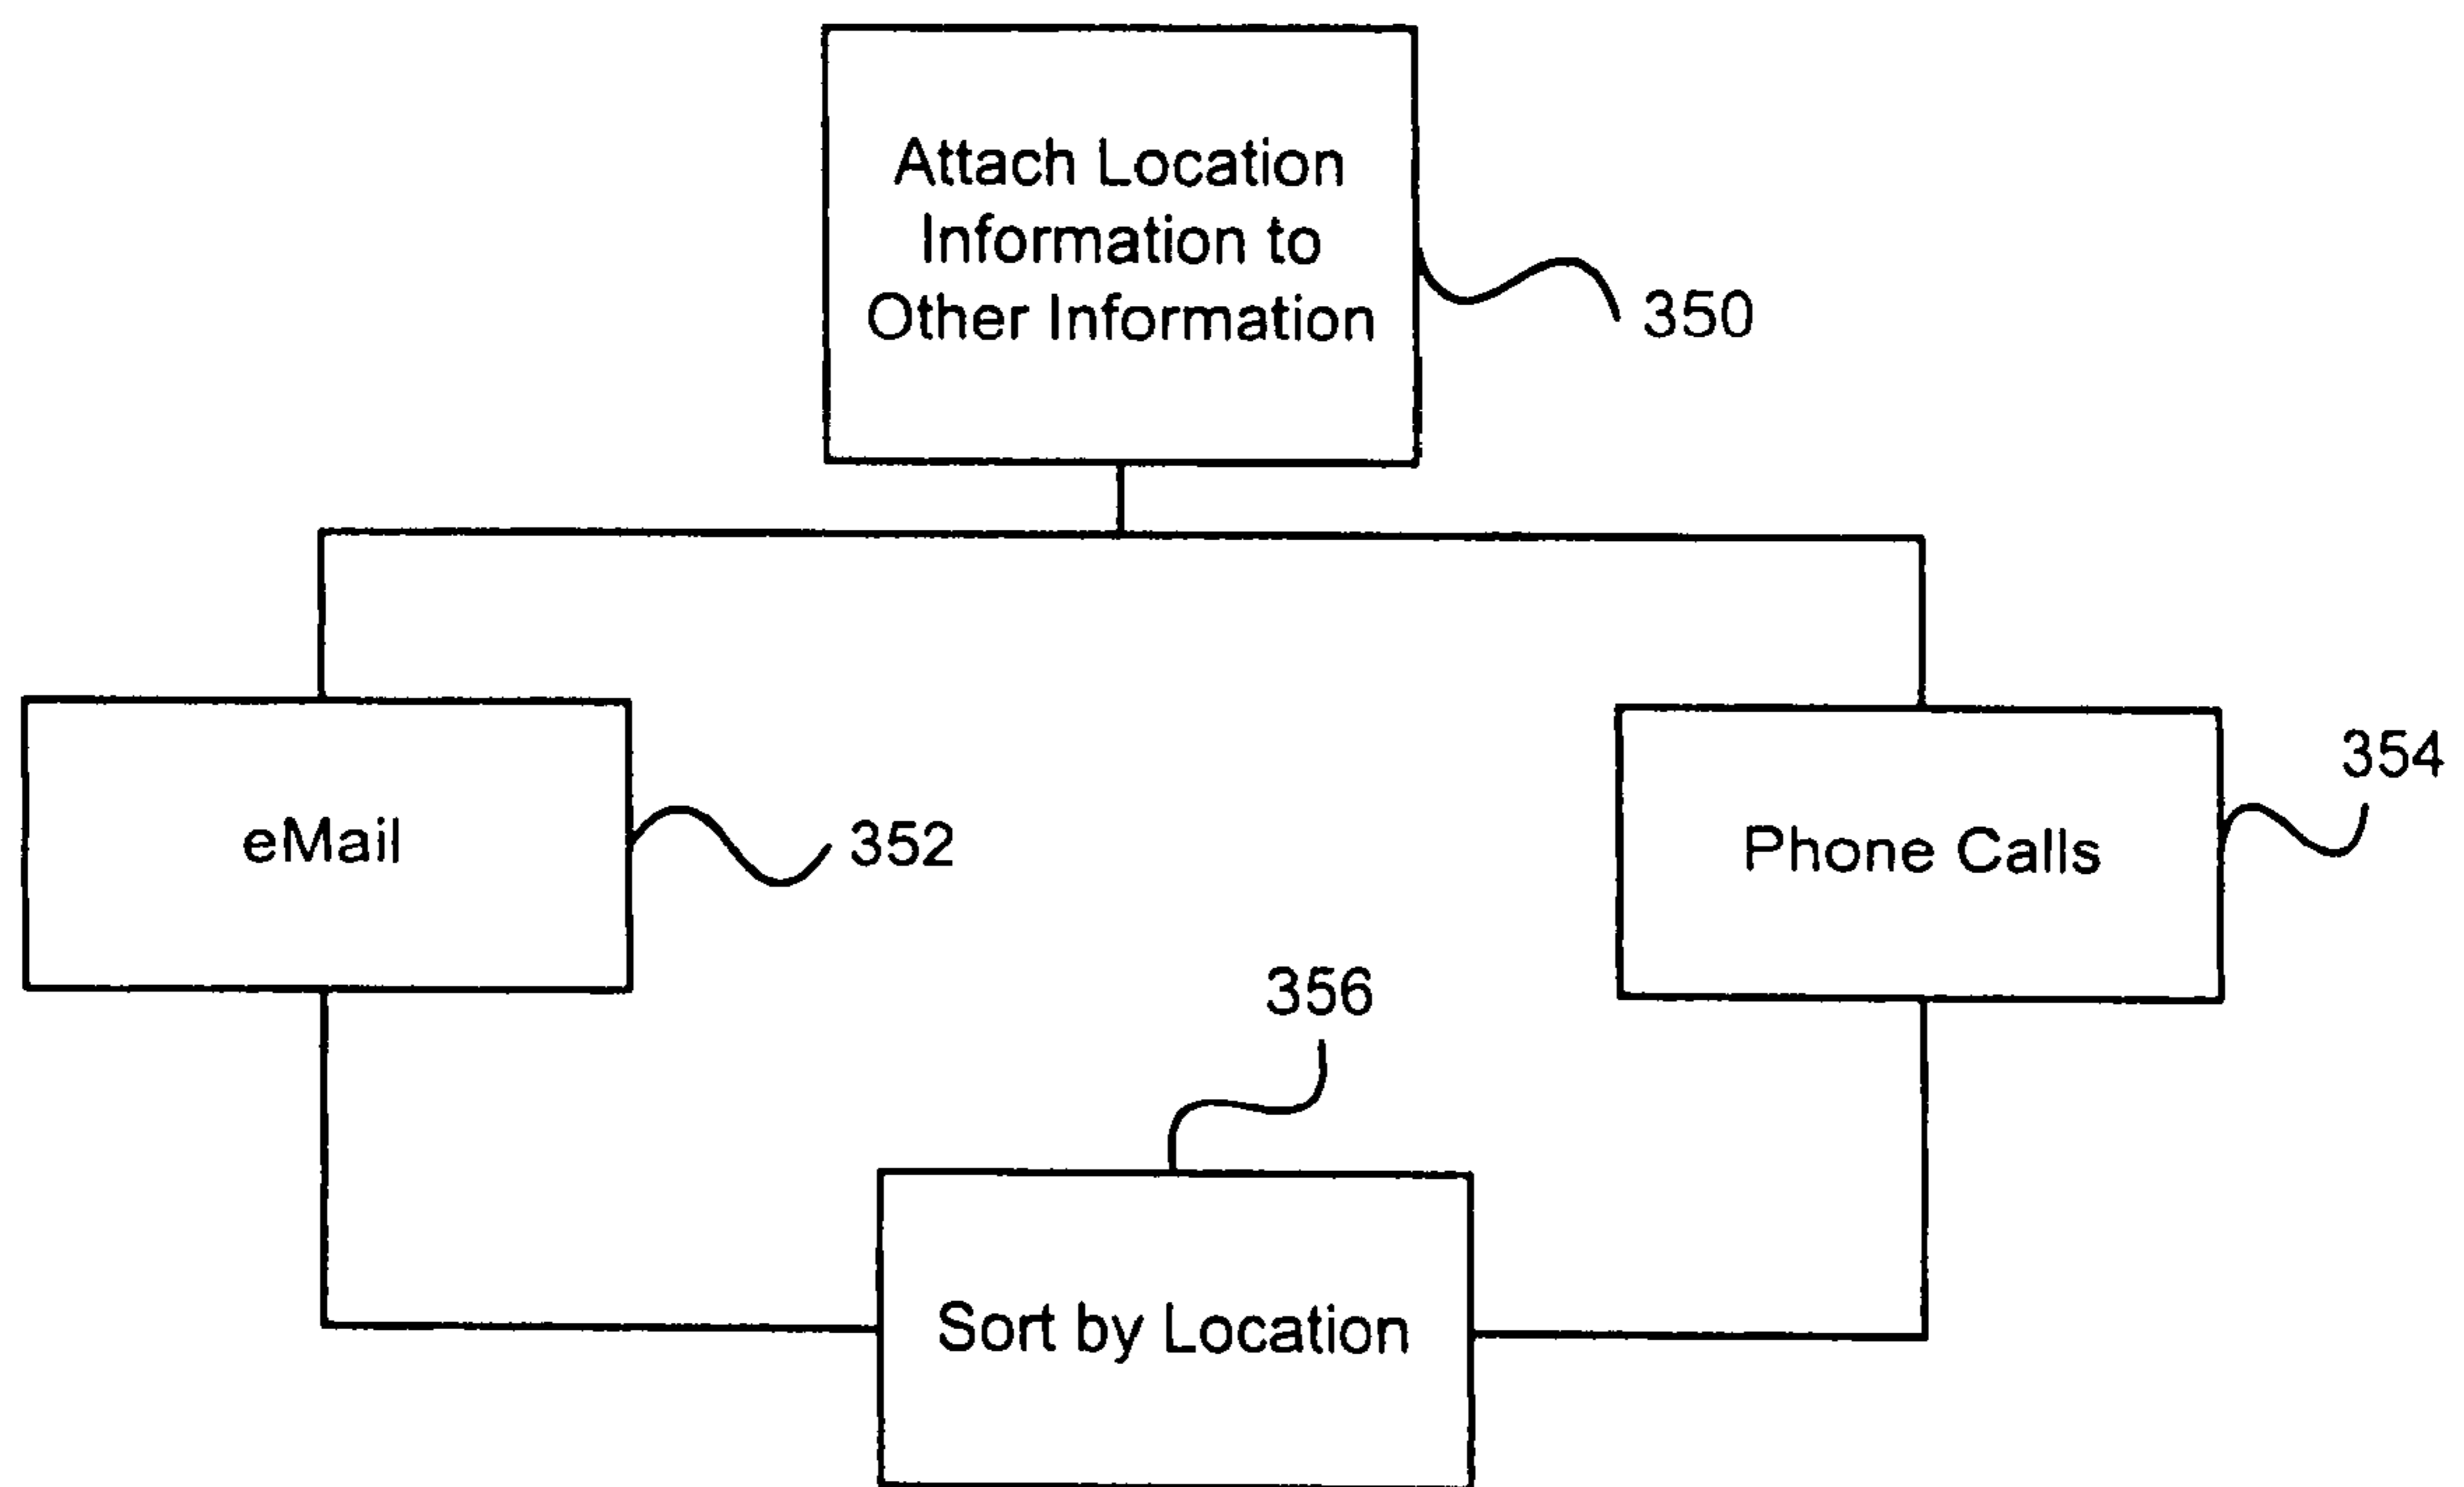 Attach Location
Information to
Other Information
350
eMail
352
Phone Calls
354
356
Sort by Location